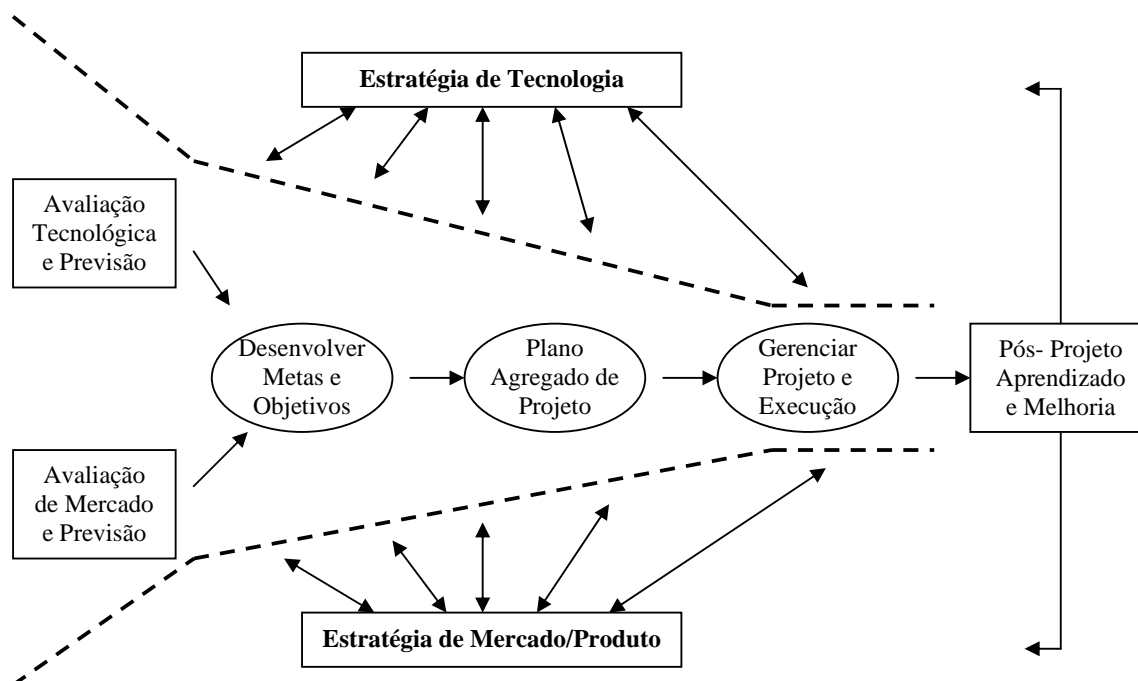 Estratégia de Tecnologia
Avaliação
Tecnológica
e Previsão
Desenvolver
Metas e
Objetivos
Plano
Agregado de
Projeto
Gerenciar
Projeto e
Execução
Pós- Projeto
Aprendizado
e Melhoria
Avaliação
de Mercado
e Previsão
Estratégia de Mercado/Produto